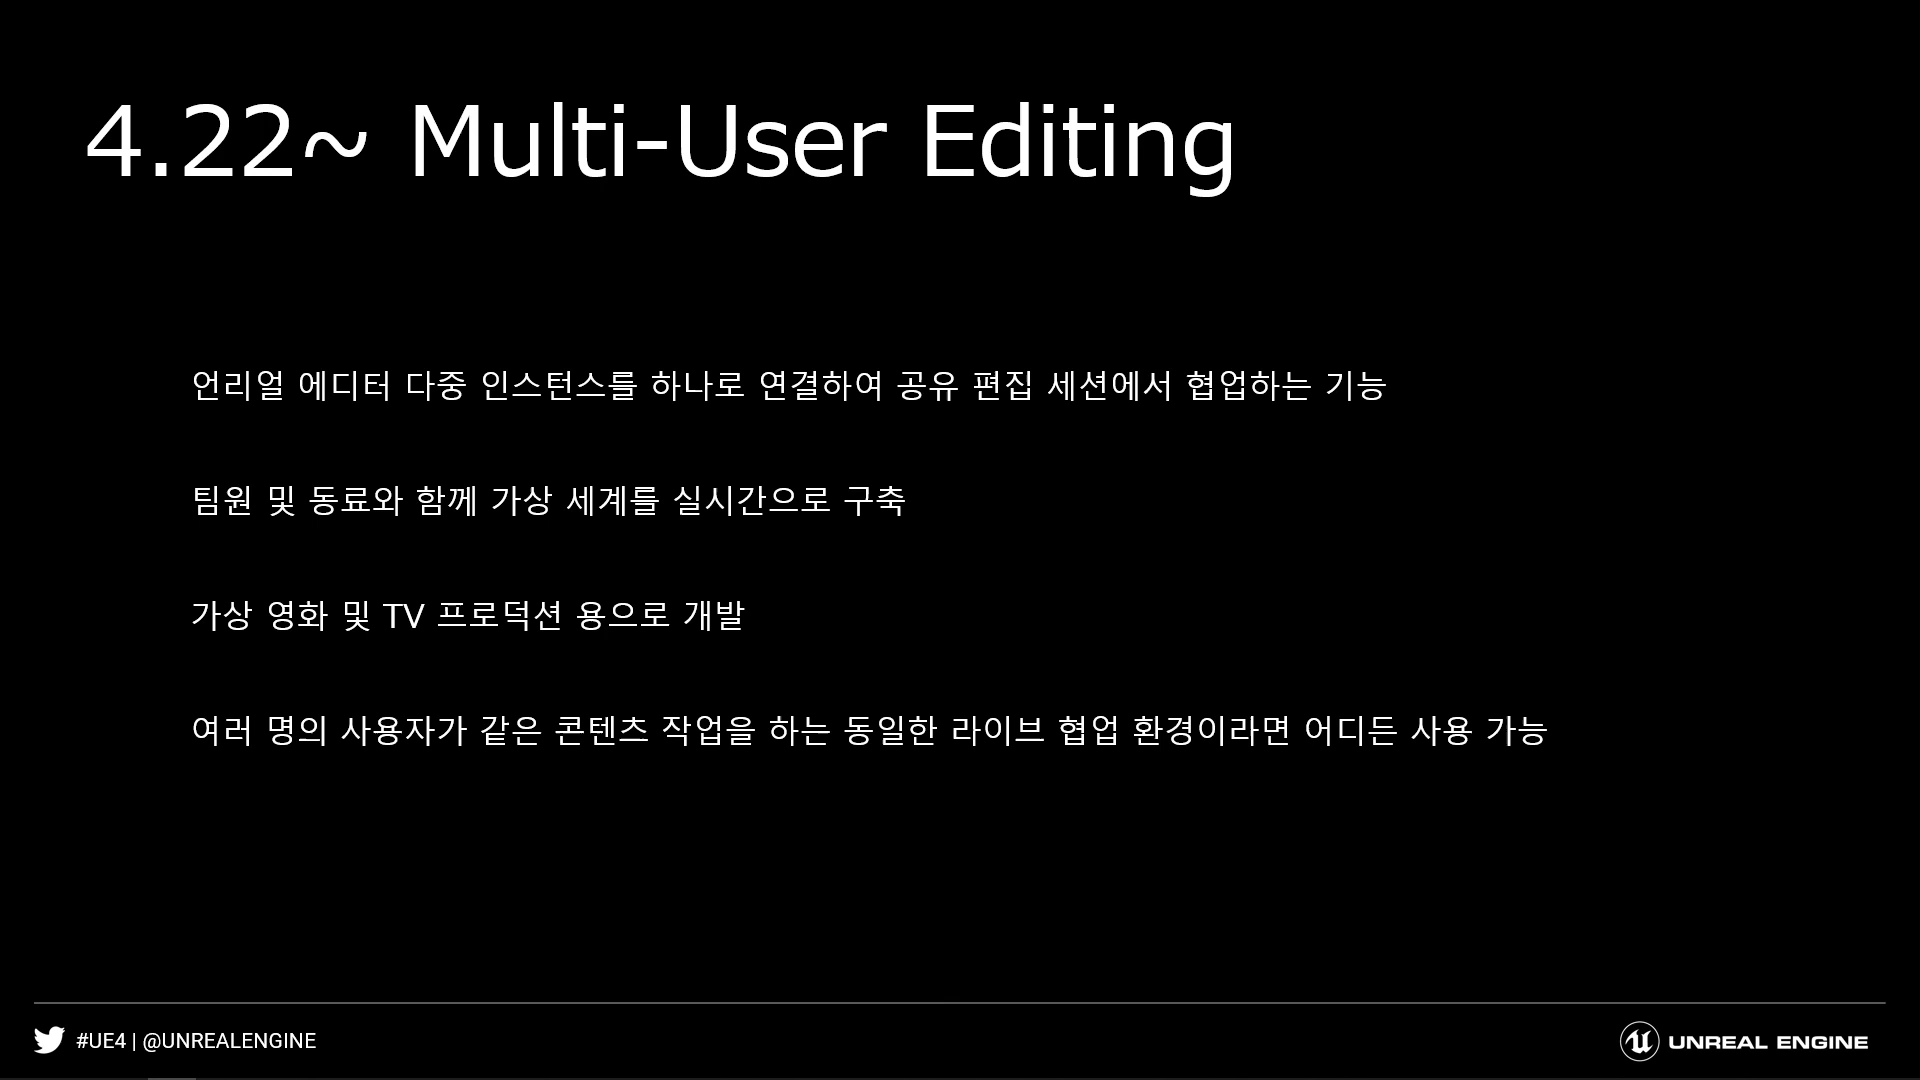 4.22~ Multi-User Editing
언리얼 에디터 다중 인스턴스를 하나로 연결하여 공유 편집 세션에서 협업하는 기능
팀원 및 동료와 함께 가상 세계를 실시간으로 구축
가상 영화 및 TV 프로덕션 용으로 개발
여러 명의 사용자가 같은 콘텐츠 작업을 하는 동일한 라이브 협업 환경이라면 어디든 사용 가능
#UE4 | @UNREALENGINE
UNREAL ENGINE